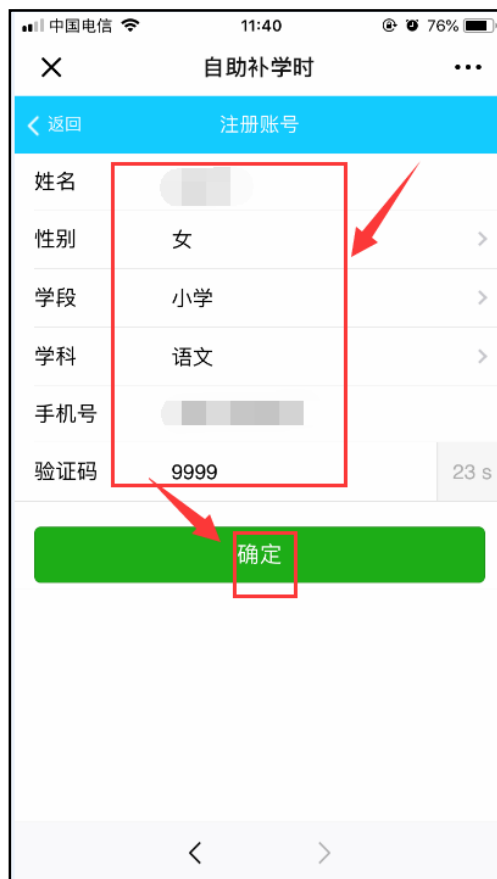 中国电信 11:40 76%
自助补学时
返回 注册账号
姓名
性别 女
学段 小学
学科 语文
手机号
验证码 9999 23 s
确定